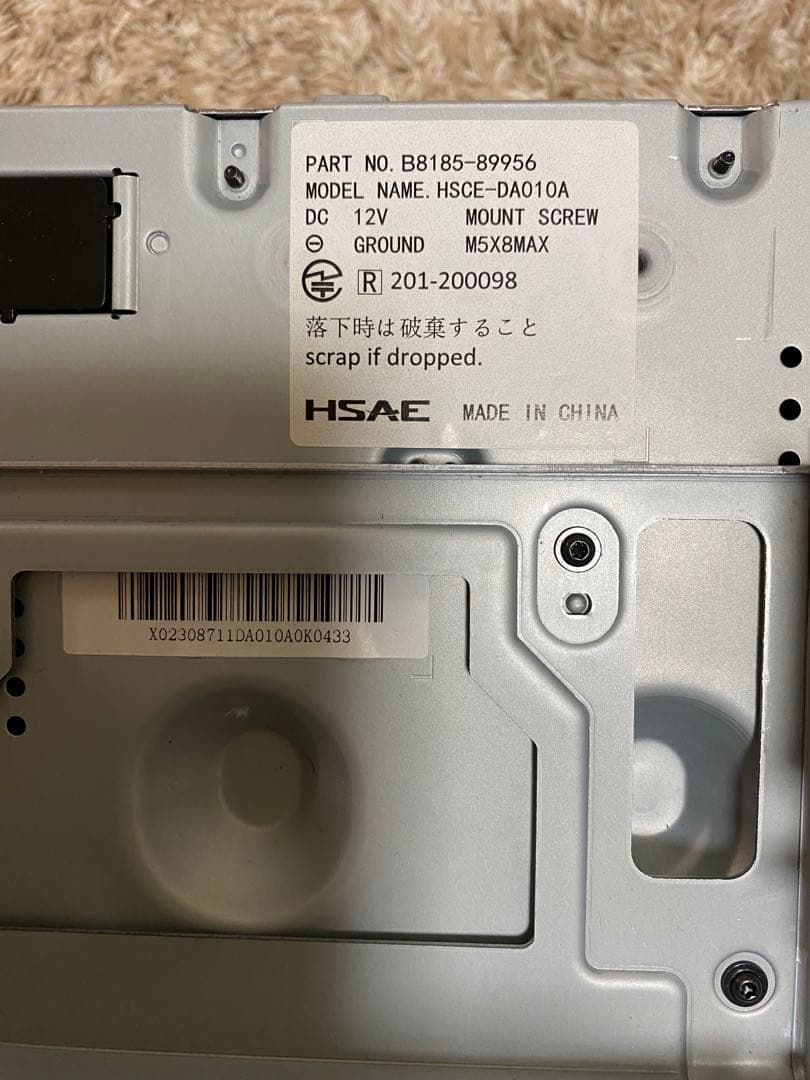 PART NO. B8185-89956
MODEL NAME. HSCE-DA010A
DC 12V MOUNT SCREW
⊖ GROUND M5X8MAX
R 201-200098
落下時は破棄すること
scrap if dropped.
HSAE MADE IN CHINA
X02308711DA010A0K0433